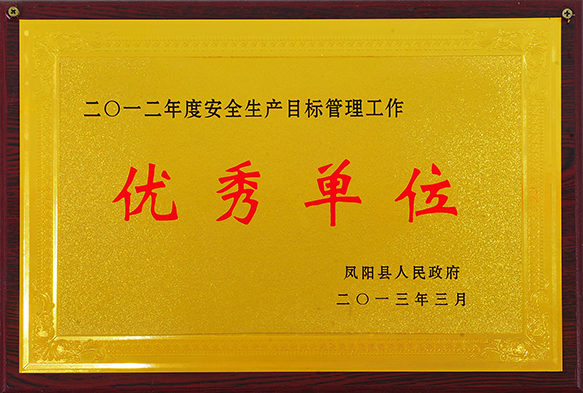 二〇一二年度安全生产目标管理工作
优秀单位
凤阳县人民政府
二〇一三年三月